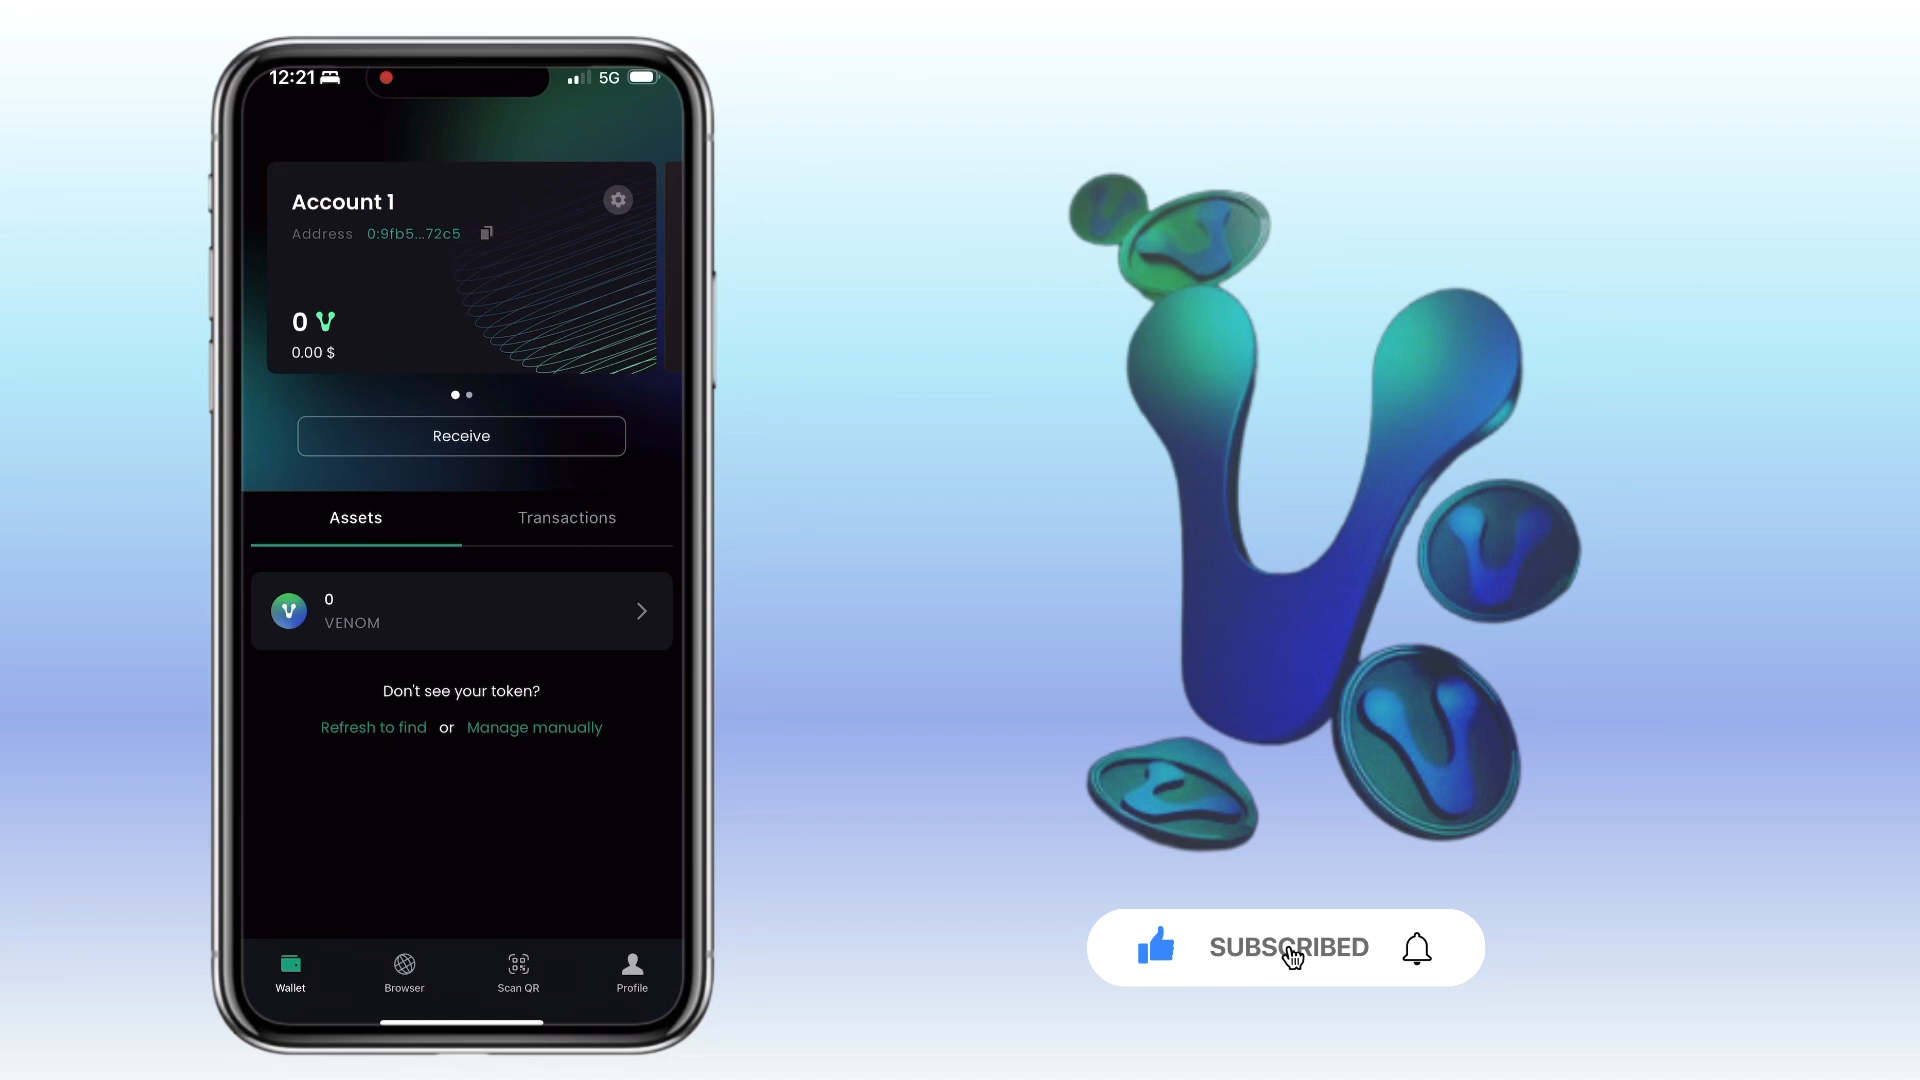 12:21
5G
Account 1
Address 0:9fb5...72c5
0
0.00 $
Receive
Assets Transactions
0
VENOM
Don't see your token?
Refresh to find or Manage manually
Wallet Browser Scan QR Profile
SUBSCRIBED